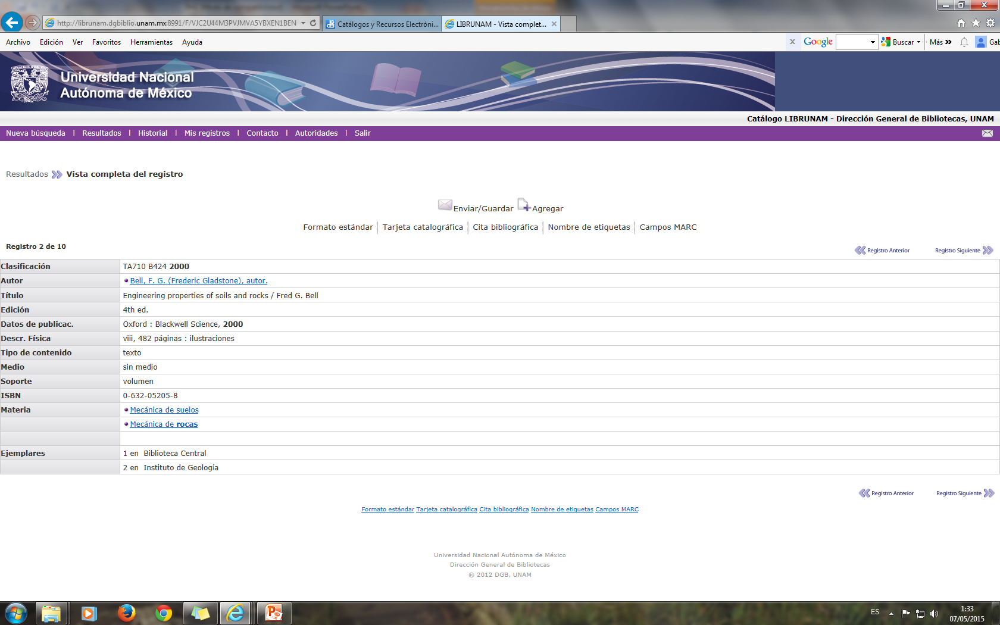 http://librunam.dgbiblio.unam.mx:8991/F/VJC2U44M3PVJMVA5YBXEN1BEN
Catálogos y Recursos Electróni...
LIBRUNAM - Vista complet...
Archivo Edición Ver Favoritos Herramientas Ayuda
x Google Buscar Más Gab
Universidad Nacional
Autónoma de México
Catálogo LIBRUNAM - Dirección General de Bibliotecas, UNAM
Nueva búsqueda | Resultados | Historial | Mis registros | Contacto | Autoridades | Salir
Resultados Vista completa del registro
Enviar/Guardar Agregar
Formato estándar Tarjeta catalográfica Cita bibliográfica Nombre de etiquetas Campos MARC
Registro 2 de 10
Registro Anterior Registro Siguiente
Clasificación TA710 B424 2000
Autor Bell, F. G. (Frederic Gladstone), autor.
Título Engineering properties of soils and rocks / Fred G. Bell
Edición 4th ed.
Datos de publicac. Oxford : Blackwell Science, 2000
Descr. Física viii, 482 páginas : ilustraciones
Tipo de contenido texto
Medio sin medio
Soporte volumen
ISBN 0-632-05205-8
Materia Mecánica de suelos
Mecánica de rocas
Ejemplares 1 en Biblioteca Central
2 en Instituto de Geología
Registro Anterior Registro Siguiente
Formato estándar Tarjeta catalográfica Cita bibliográfica Nombre de etiquetas Campos MARC
Universidad Nacional Autónoma de México
Dirección General de Bibliotecas
© 2012 DGB, UNAM
ES
1:33
07/05/2015